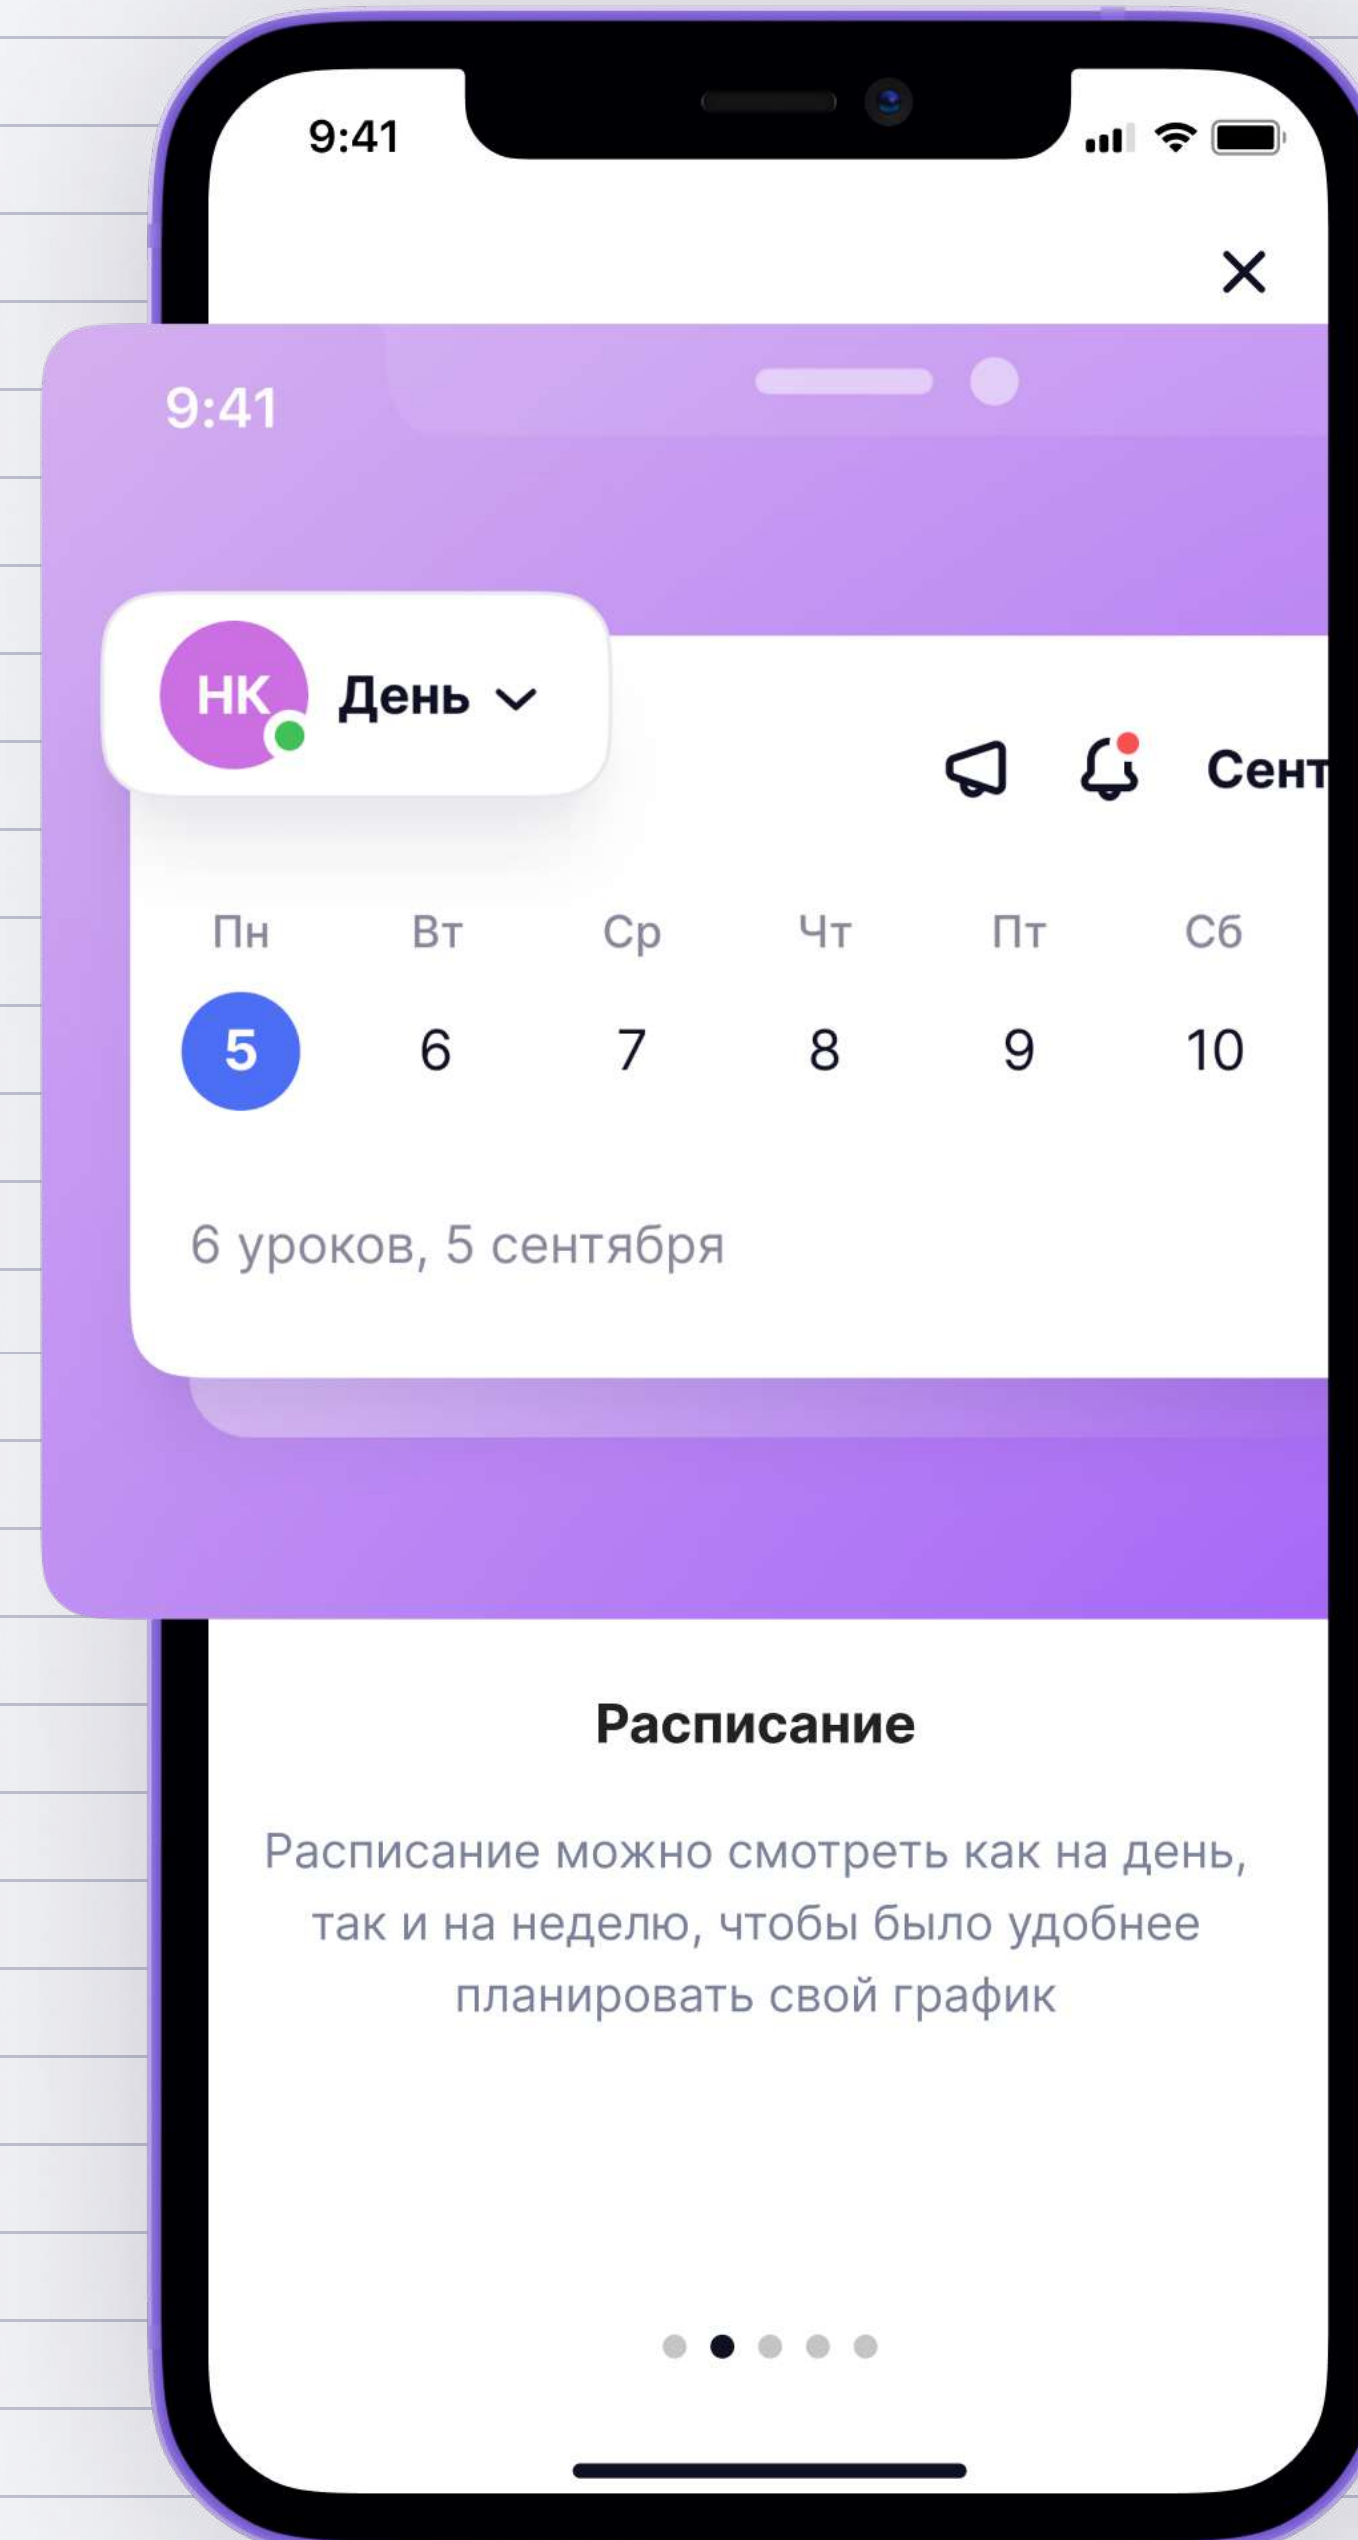 9:41
9:41
НК День
Сент
Пн Вт Ср Чт Пт Сб
5 6 7 8 9 10
6 уроков, 5 сентября
Расписание
Расписание можно смотреть как на день,
так и на неделю, чтобы было удобнее
планировать свой график